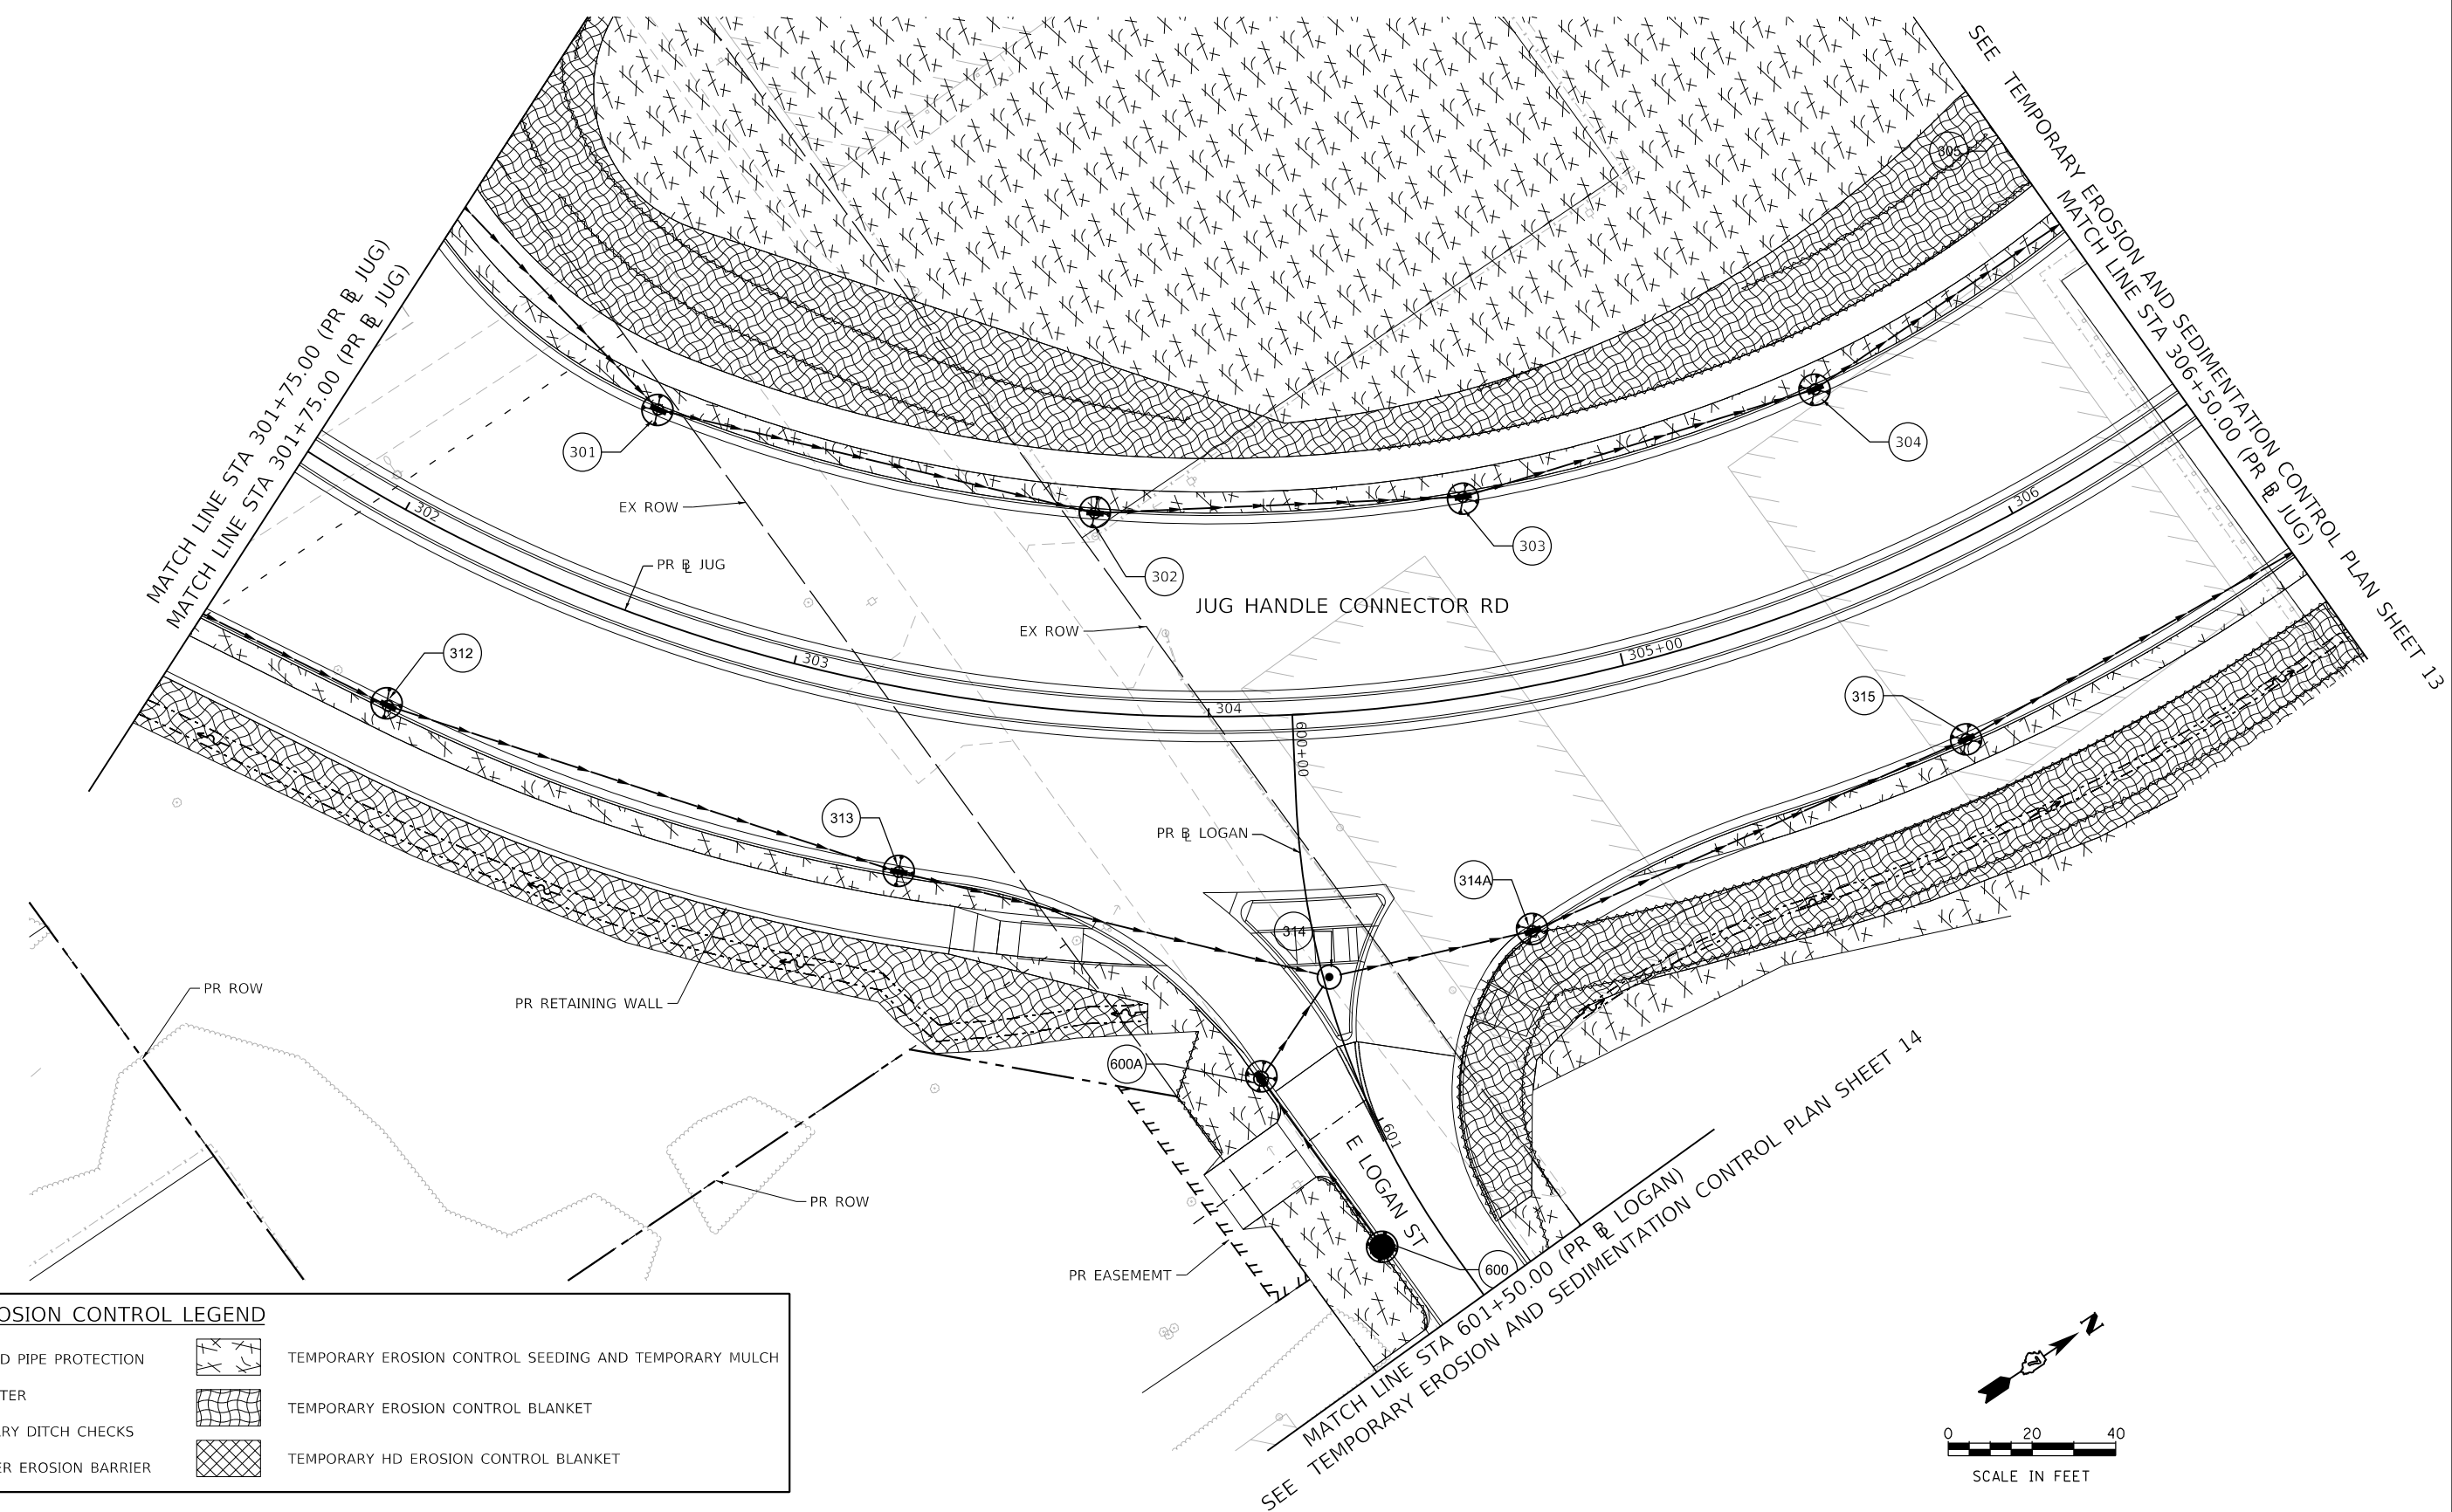 SEE TEMPORARY EROSION AND SEDIMENTATION CONTROL PLAN SHEET 13
MATCH LINE STA 306+50.00 (PR ℄ JUG)
MATCH LINE STA 301+75.00 (PR ℄ JUG)
MATCH LINE STA 301+75.00 (PR ℄ JUG)
305
301
304
302
EX ROW
303
306
PR ℄ JUG
302
JUG HANDLE CONNECTOR RD
EX ROW
312
303
305+00
315
304
600+00
313
PR ℄ LOGAN
314A
314
PR ROW
PR RETAINING WALL
600A
601
E LOGAN ST
PR ROW
PR EASEMEMT
600
MATCH LINE STA 601+50.00 (PR ℄ LOGAN)
SEE TEMPORARY EROSION AND SEDIMENTATION CONTROL PLAN SHEET 14
OSION CONTROL LEGEND
D PIPE PROTECTION
TEMPORARY EROSION CONTROL SEEDING AND TEMPORARY MULCH
TER
TEMPORARY EROSION CONTROL BLANKET
RY DITCH CHECKS
TEMPORARY HD EROSION CONTROL BLANKET
ER EROSION BARRIER
N
0 20 40
SCALE IN FEET